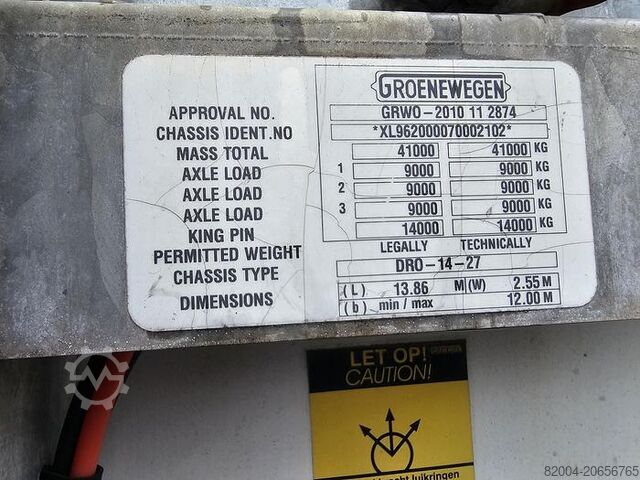 GROENEWEGEN
APPROVAL NO. GRWO-2010 11 2874
CHASSIS IDENT.NO *XL962000070002102*
MASS TOTAL 41000 41000 KG
AXLE LOAD 1 9000 9000 KG
AXLE LOAD 2 9000 9000 KG
AXLE LOAD 3 9000 9000 KG
KING PIN 14000 14000 KG
PERMITTED WEIGHT LEGALLY TECHNICALLY
CHASSIS TYPE DRO-14-27
DIMENSIONS (L) 13.86 M (W) 2.55 M
(b) min / max 12.00 M
LET OP! GROENEWEGEN
CAUTION!
luikringen
82004-20656765